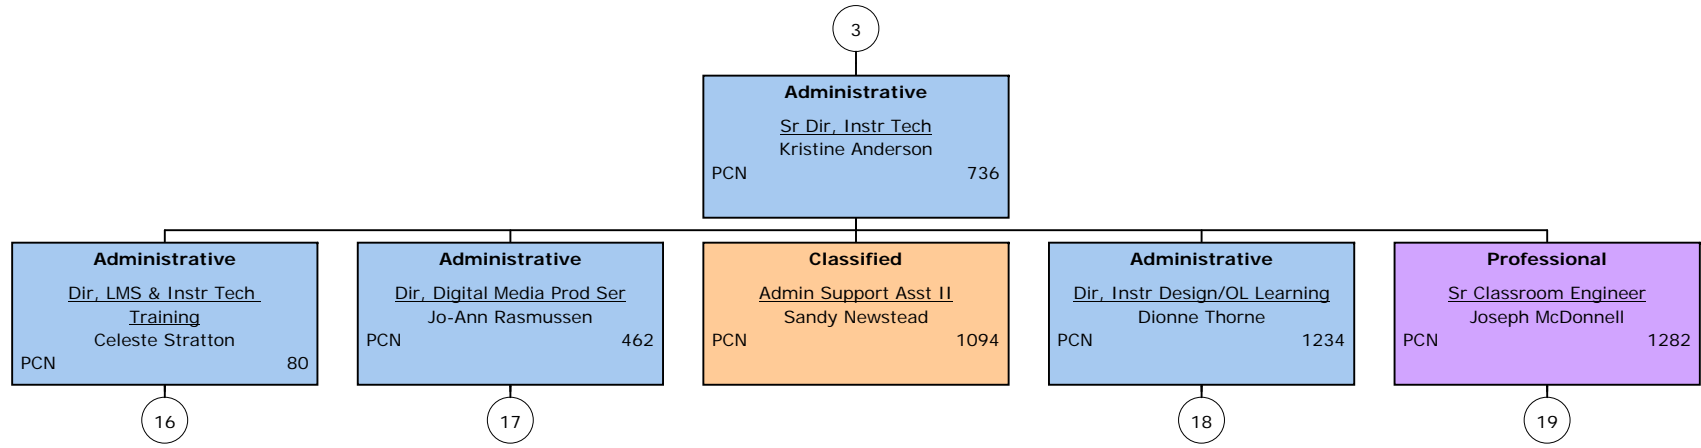 3
Administrative
Sr Dir, Instr Tech
Kristine Anderson
PCN 736
Administrative
Dir, LMS & Instr Tech
Training
Celeste Stratton
PCN 80
Administrative
Dir, Digital Media Prod Ser
Jo-Ann Rasmussen
PCN 462
Classified
Admin Support Asst II
Sandy Newstead
PCN 1094
Administrative
Dir, Instr Design/OL Learning
Dionne Thorne
PCN 1234
Professional
Sr Classroom Engineer
Joseph McDonnell
PCN 1282
16
17
18
19